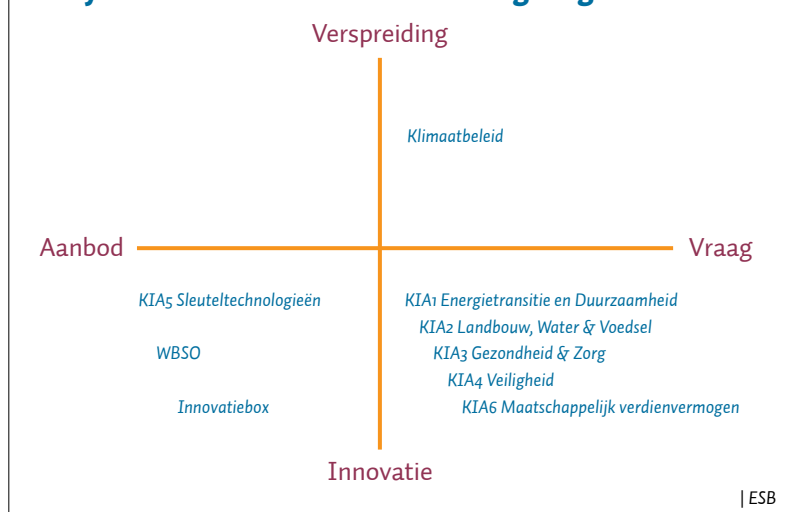 Verspreiding
Klimaatbeleid
Aanbod
Vraag
KIA5 Sleuteltechnologieën
KIA1 Energietransitie en Duurzaamheid
KIA2 Landbouw, Water & Voedsel
WBSO
KIA3 Gezondheid & Zorg
KIA4 Veiligheid
Innovatiebox
KIA6 Maatschappelijk verdienvermogen
Innovatie
| ESB